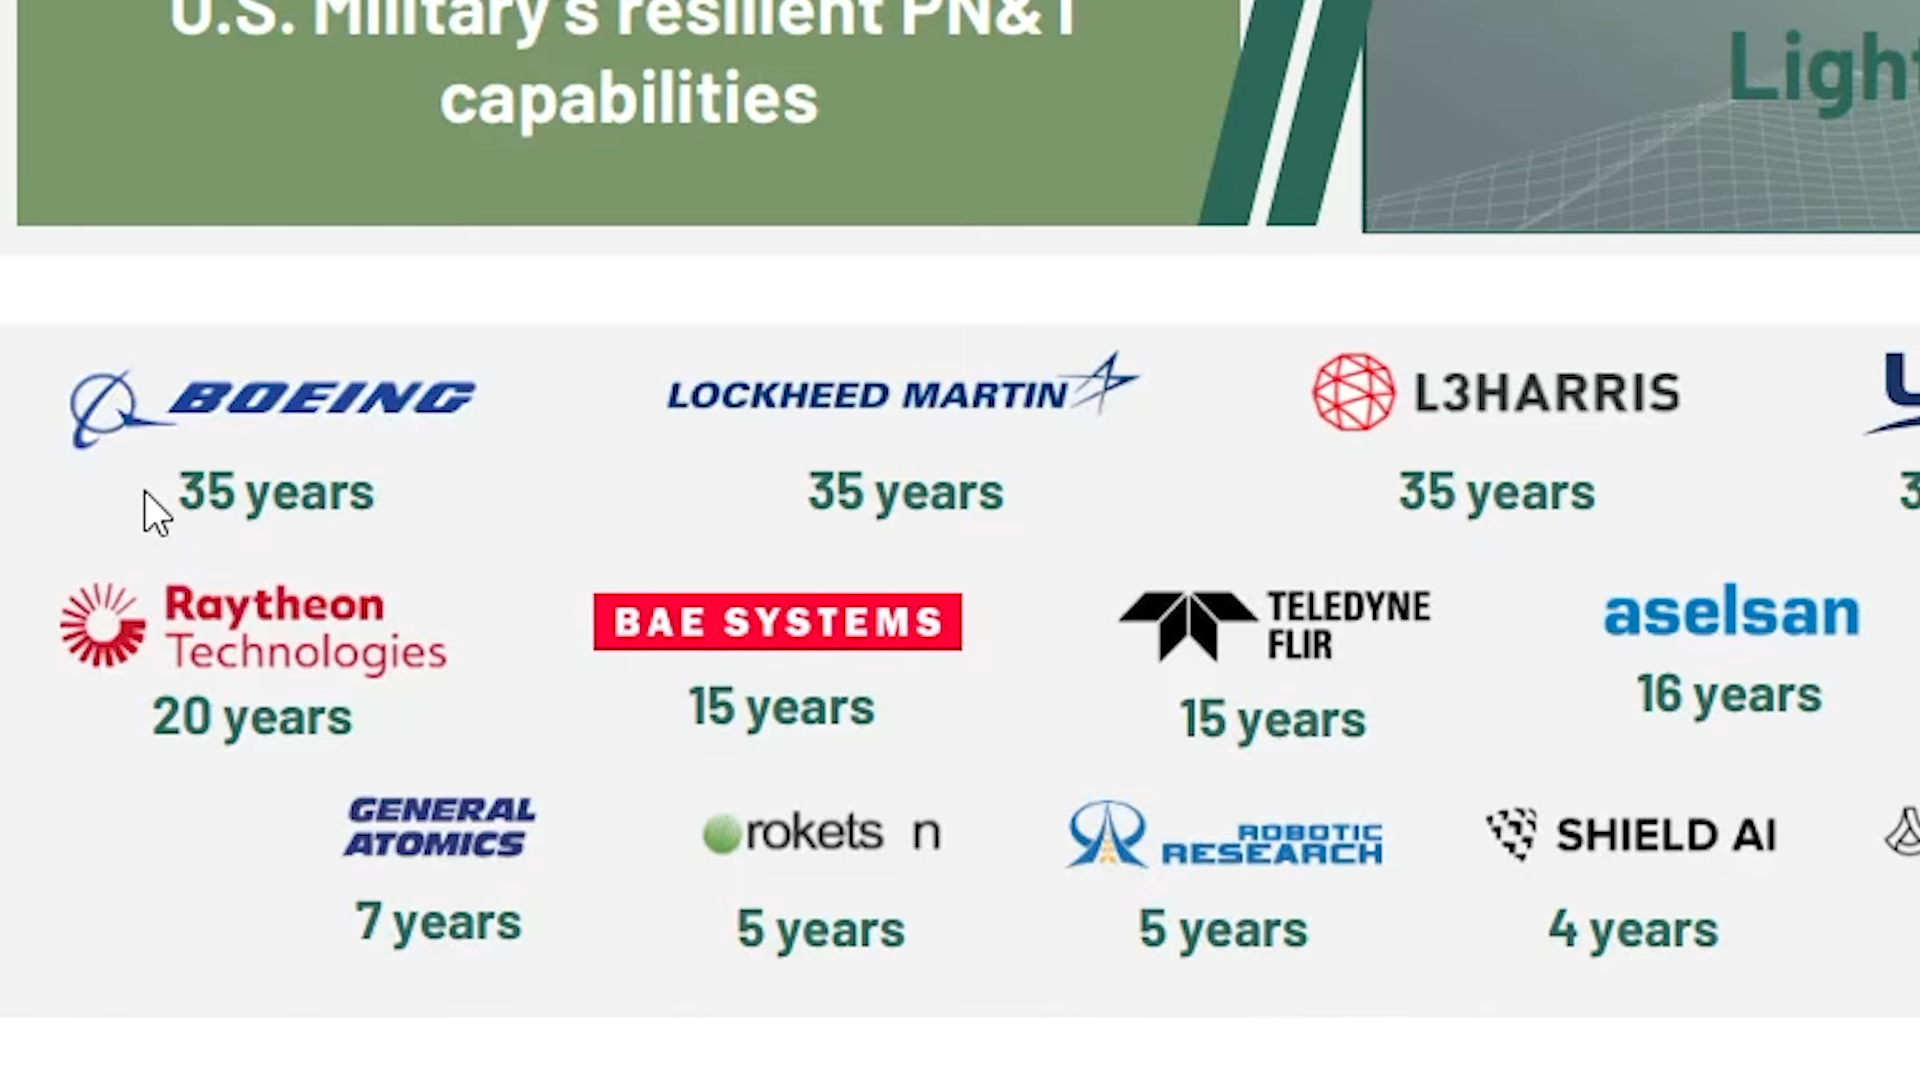 U.S. Military's resilient PN&T
capabilities
Light
BOEING
LOCKHEED MARTIN
L3HARRIS
35 years
35 years
35 years
Raytheon
Technologies
BAE SYSTEMS
TELEDYNE
FLIR
aselsan
20 years
15 years
15 years
16 years
GENERAL
ATOMICS
rokets n
ROBOTIC
RESEARCH
SHIELD AI
7 years
5 years
5 years
4 years